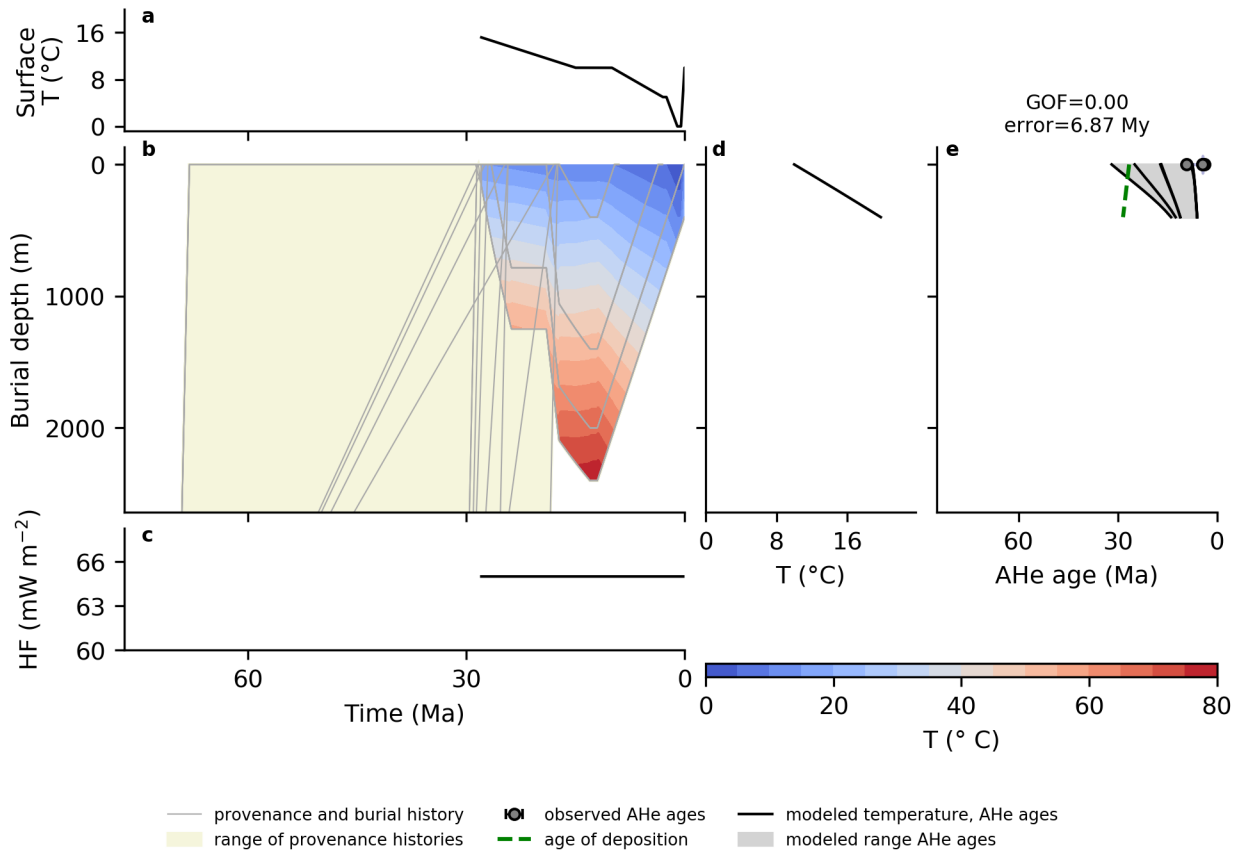 a
16
8
0
Surface
T (°C)
GOF=0.00
error=6.87 My
b
0
1000
2000
Burial depth (m)
d
0
8
16
T (°C)
e
60
30
0
AHe age (Ma)
c
66
63
60
HF (mW m⁻²)
60
30
0
Time (Ma)
0
20
40
60
80
T (° C)
provenance and burial history
observed AHe ages
modeled temperature, AHe ages
range of provenance histories
age of deposition
modeled range AHe ages